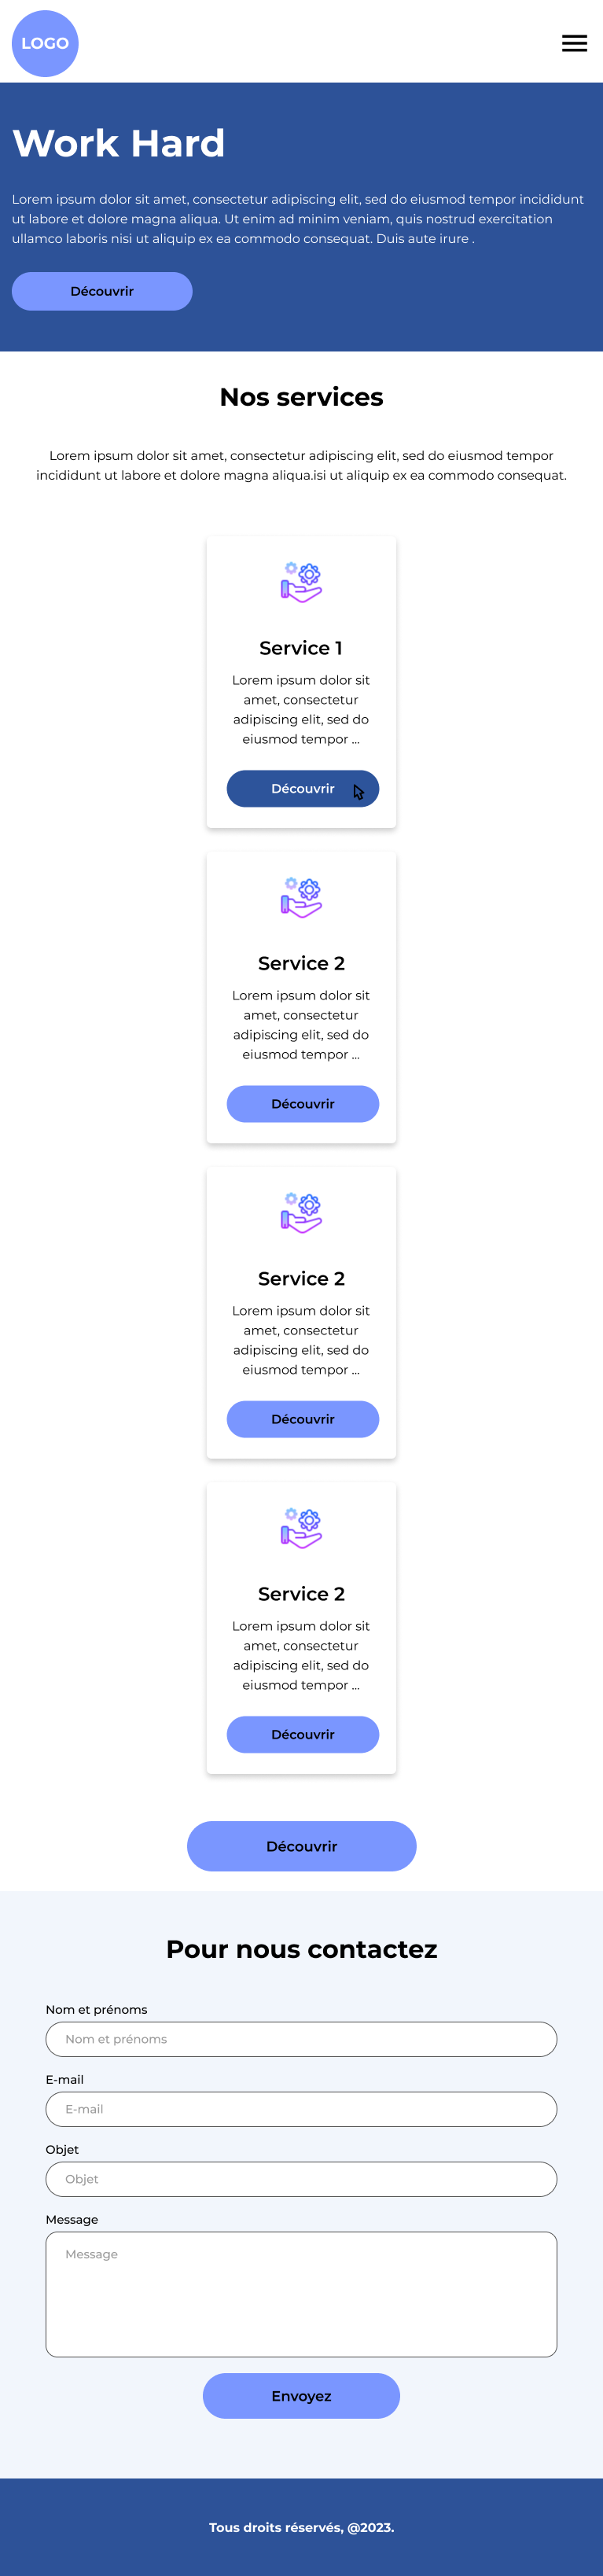 LOGO
Work Hard
Lorem ipsum dolor sit amet, consectetur adipiscing elit, sed do eiusmod tempor incididunt
ut labore et dolore magna aliqua. Ut enim ad minim veniam, quis nostrud exercitation
ullamco laboris nisi ut aliquip ex ea commodo consequat. Duis aute irure .
Découvrir
Nos services
Lorem ipsum dolor sit amet, consectetur adipiscing elit, sed do eiusmod tempor
incididunt ut labore et dolore magna aliqua.isi ut aliquip ex ea commodo consequat.
Service 1
Lorem ipsum dolor sit
amet, consectetur
adipiscing elit, sed do
eiusmod tempor ...
Découvrir
Service 2
Lorem ipsum dolor sit
amet, consectetur
adipiscing elit, sed do
eiusmod tempor ...
Découvrir
Service 2
Lorem ipsum dolor sit
amet, consectetur
adipiscing elit, sed do
eiusmod tempor ...
Découvrir
Service 2
Lorem ipsum dolor sit
amet, consectetur
adipiscing elit, sed do
eiusmod tempor ...
Découvrir
Découvrir
Pour nous contactez
Nom et prénoms
Nom et prénoms
E-mail
E-mail
Objet
Objet
Message
Message
Envoyez
Tous droits réservés, @2023.